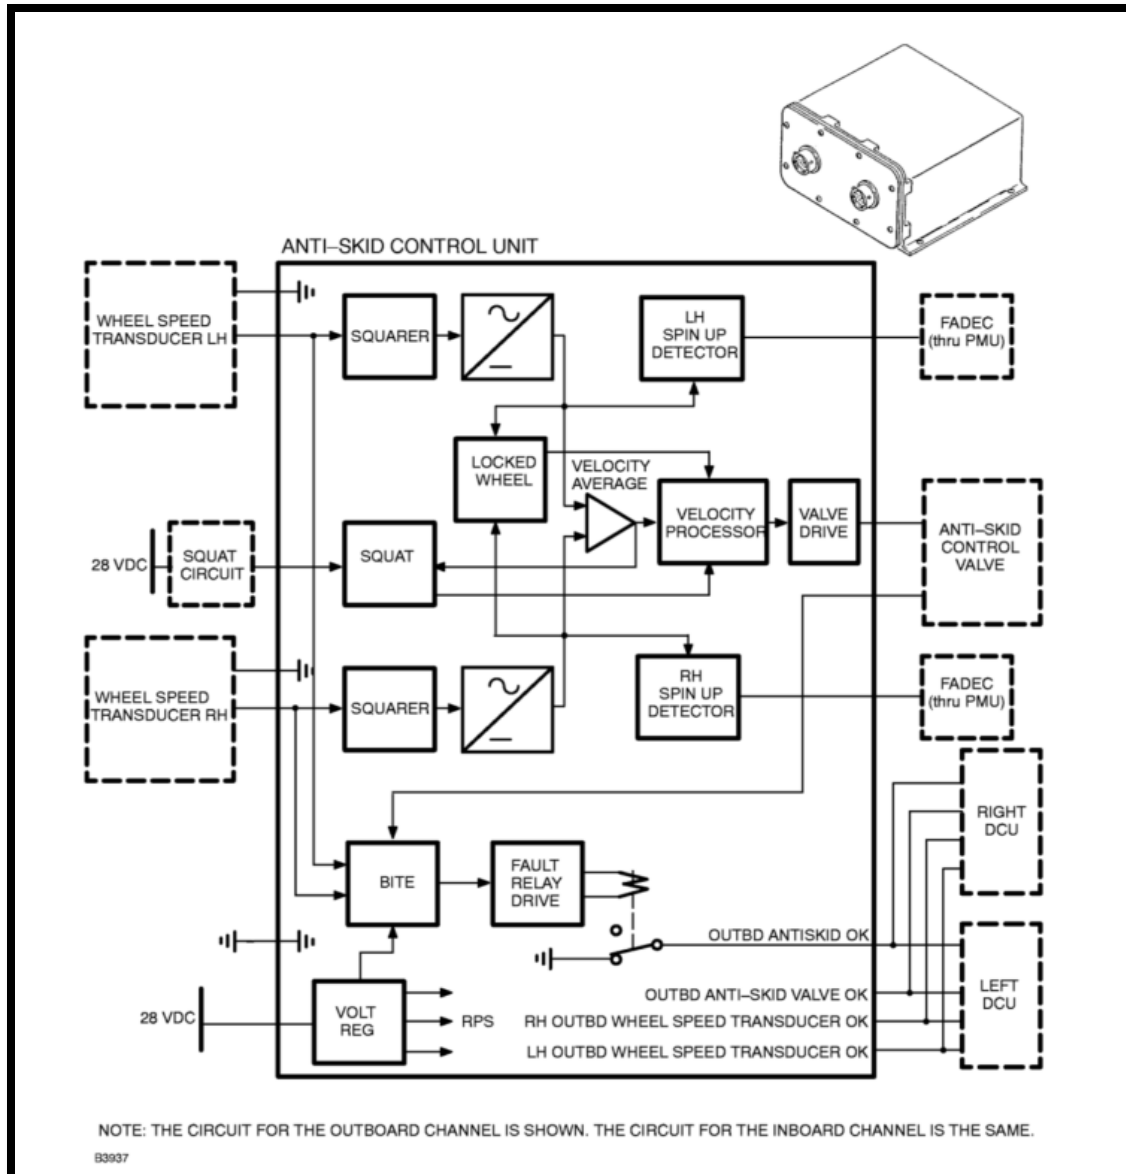 ANTI–SKID CONTROL UNIT
WHEEL SPEED
TRANSDUCER LH
SQUARER
LH
SPIN UP
DETECTOR
FADEC
(thru PMU)
LOCKED
WHEEL
VELOCITY
AVERAGE
VELOCITY
PROCESSOR
VALVE
DRIVE
ANTI–SKID
CONTROL
VALVE
28 VDC
SQUAT
CIRCUIT
SQUAT
WHEEL SPEED
TRANSDUCER RH
SQUARER
RH
SPIN UP
DETECTOR
FADEC
(thru PMU)
RIGHT
DCU
BITE
FAULT
RELAY
DRIVE
OUTBD ANTISKID OK
LEFT
DCU
28 VDC
VOLT
REG
RPS
OUTBD ANTI–SKID VALVE OK
RH OUTBD WHEEL SPEED TRANSDUCER OK
LH OUTBD WHEEL SPEED TRANSDUCER OK
NOTE: THE CIRCUIT FOR THE OUTBOARD CHANNEL IS SHOWN. THE CIRCUIT FOR THE INBOARD CHANNEL IS THE SAME.
B3937